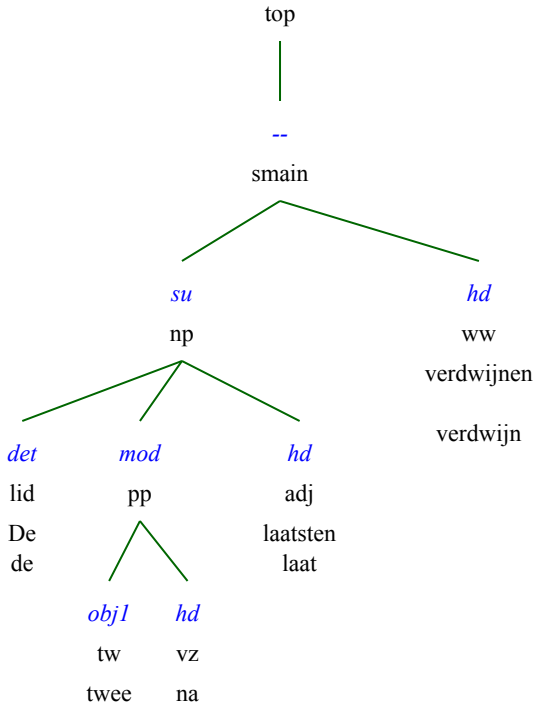 top
--
smain
su hd
np ww
verdwijnen
verdwijn
det mod hd
lid pp adj
De laatsten
de laat
obj1 hd
tw vz
twee na